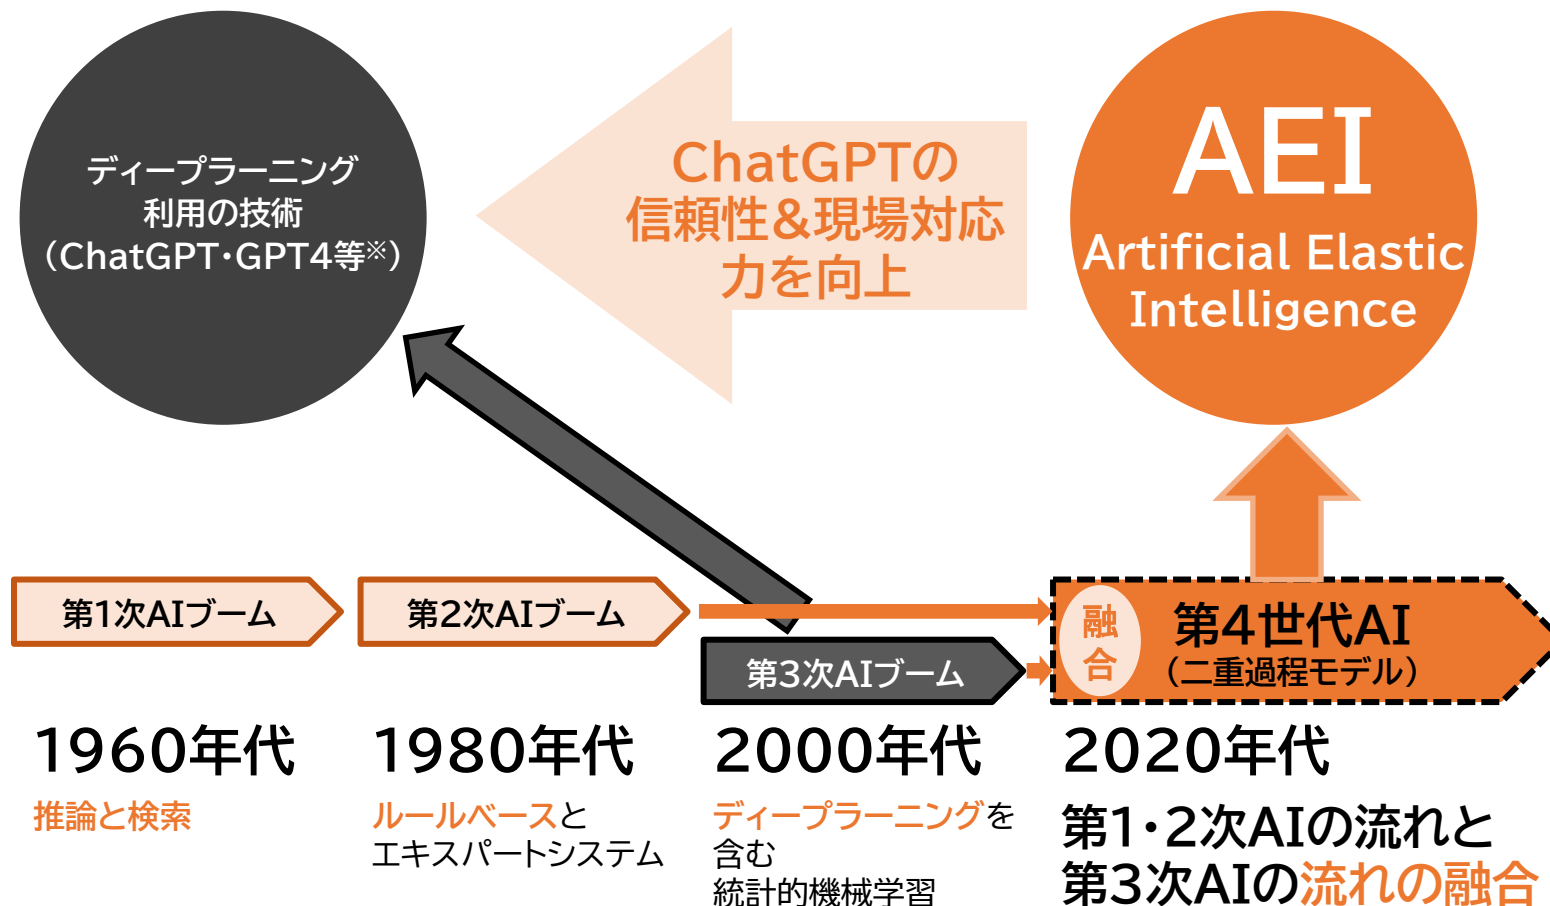 ディープラーニング
利用の技術
（ChatGPT・GPT4等※）
ChatGPTの
信頼性&現場対応
力を向上
AEI
Artificial Elastic
Intelligence
第1次AIブーム
第2次AIブーム
第3次AIブーム
融
合
第4世代AI
（二重過程モデル）
1960年代
推論と検索
1980年代
ルールベースと
エキスパートシステム
2000年代
ディープラーニングを
含む
統計的機械学習
2020年代
第1・2次AIの流れと
第3次AIの流れの融合